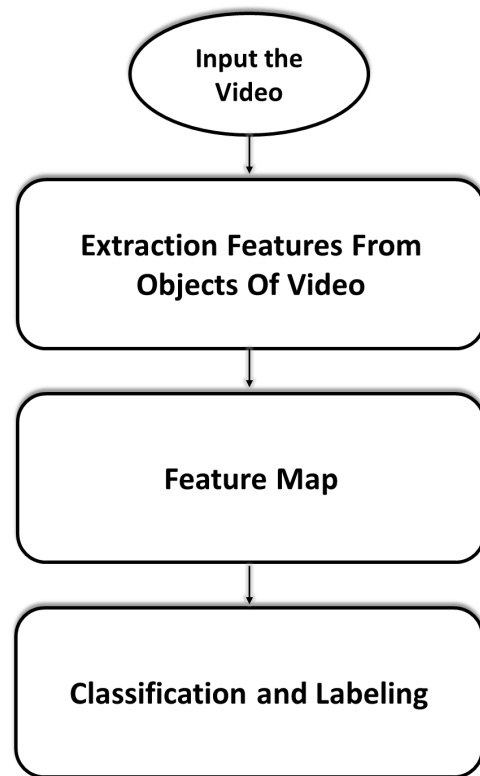 Input the
Video
Extraction Features From
Objects Of Video
Feature Map
Classification and Labeling